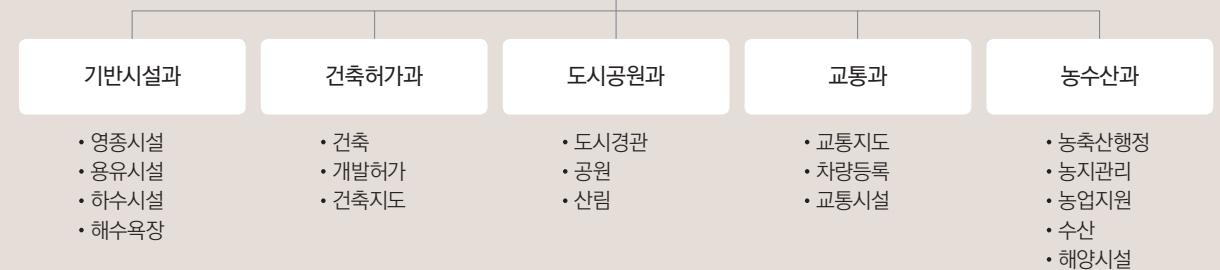 기반시설과
• 영종시설
• 용유시설
• 하수시설
• 해수욕장
건축허가과
• 건축
• 개발허가
• 건축지도
도시공원과
• 도시경관
• 공원
• 산림
교통과
• 교통지도
• 차량등록
• 교통시설
농수산과
• 농축산행정
• 농지관리
• 농업지원
• 수산
• 해양시설